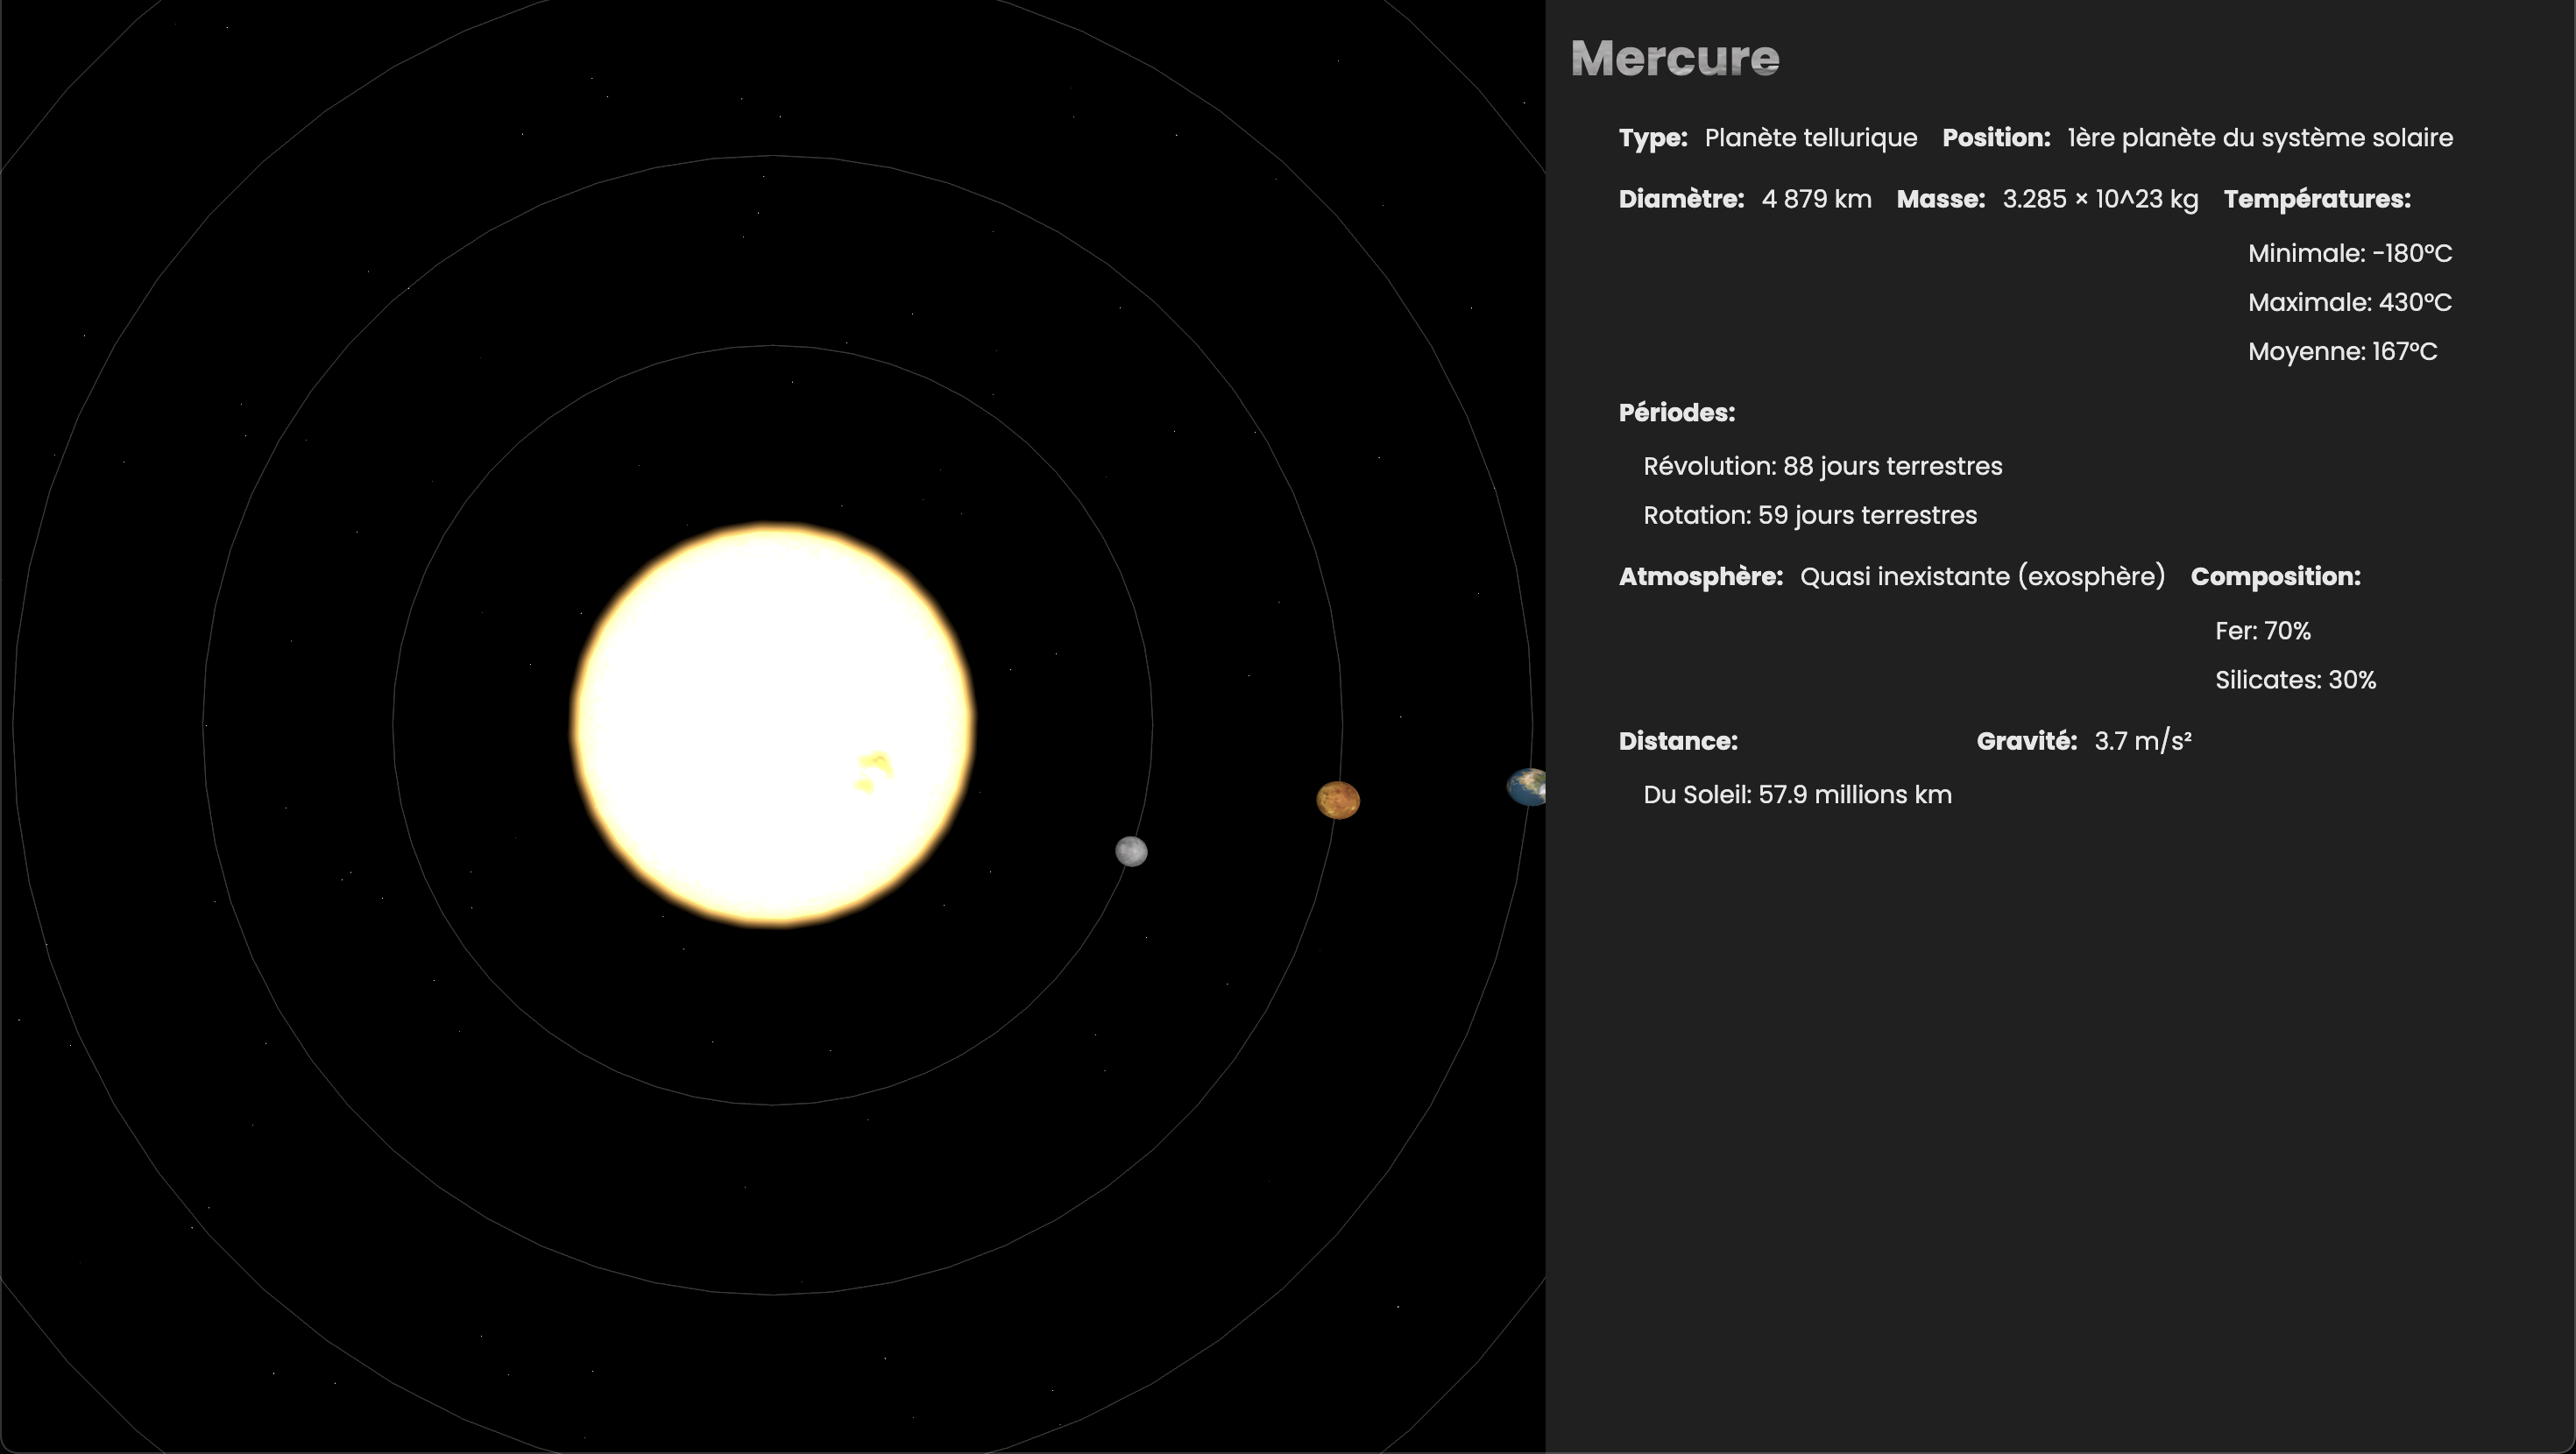 Mercure
Type: Planète tellurique Position: 1ère planète du système solaire
Diamètre: 4 879 km Masse: 3.285 × 10^23 kg Températures:
Minimale: -180°C
Maximale: 430°C
Moyenne: 167°C
Périodes:
Révolution: 88 jours terrestres
Rotation: 59 jours terrestres
Atmosphère: Quasi inexistante (exosphère) Composition:
Fer: 70%
Silicates: 30%
Distance: Gravité: 3.7 m/s²
Du Soleil: 57.9 millions km